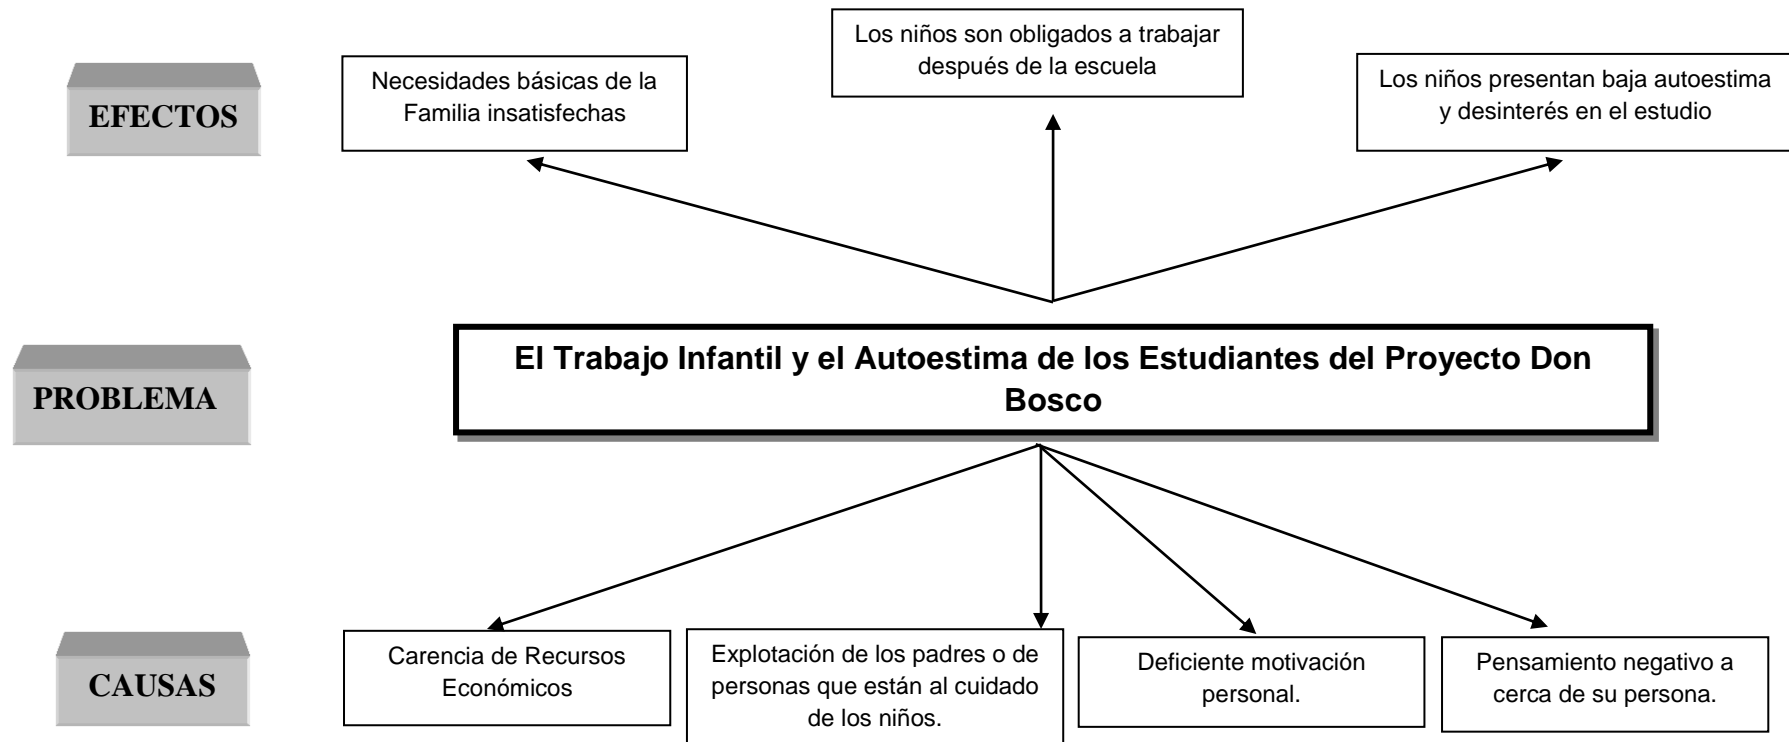 Los niños son obligados a trabajar
después de la escuela
Necesidades básicas de la
Familia insatisfechas
Los niños presentan baja autoestima
y desinterés en el estudio
EFECTOS
El Trabajo Infantil y el Autoestima de los Estudiantes del Proyecto Don
Bosco
PROBLEMA
Carencia de Recursos
Económicos
Explotación de los padres o de
personas que están al cuidado
de los niños.
Deficiente motivación
personal.
Pensamiento negativo a
cerca de su persona.
CAUSAS